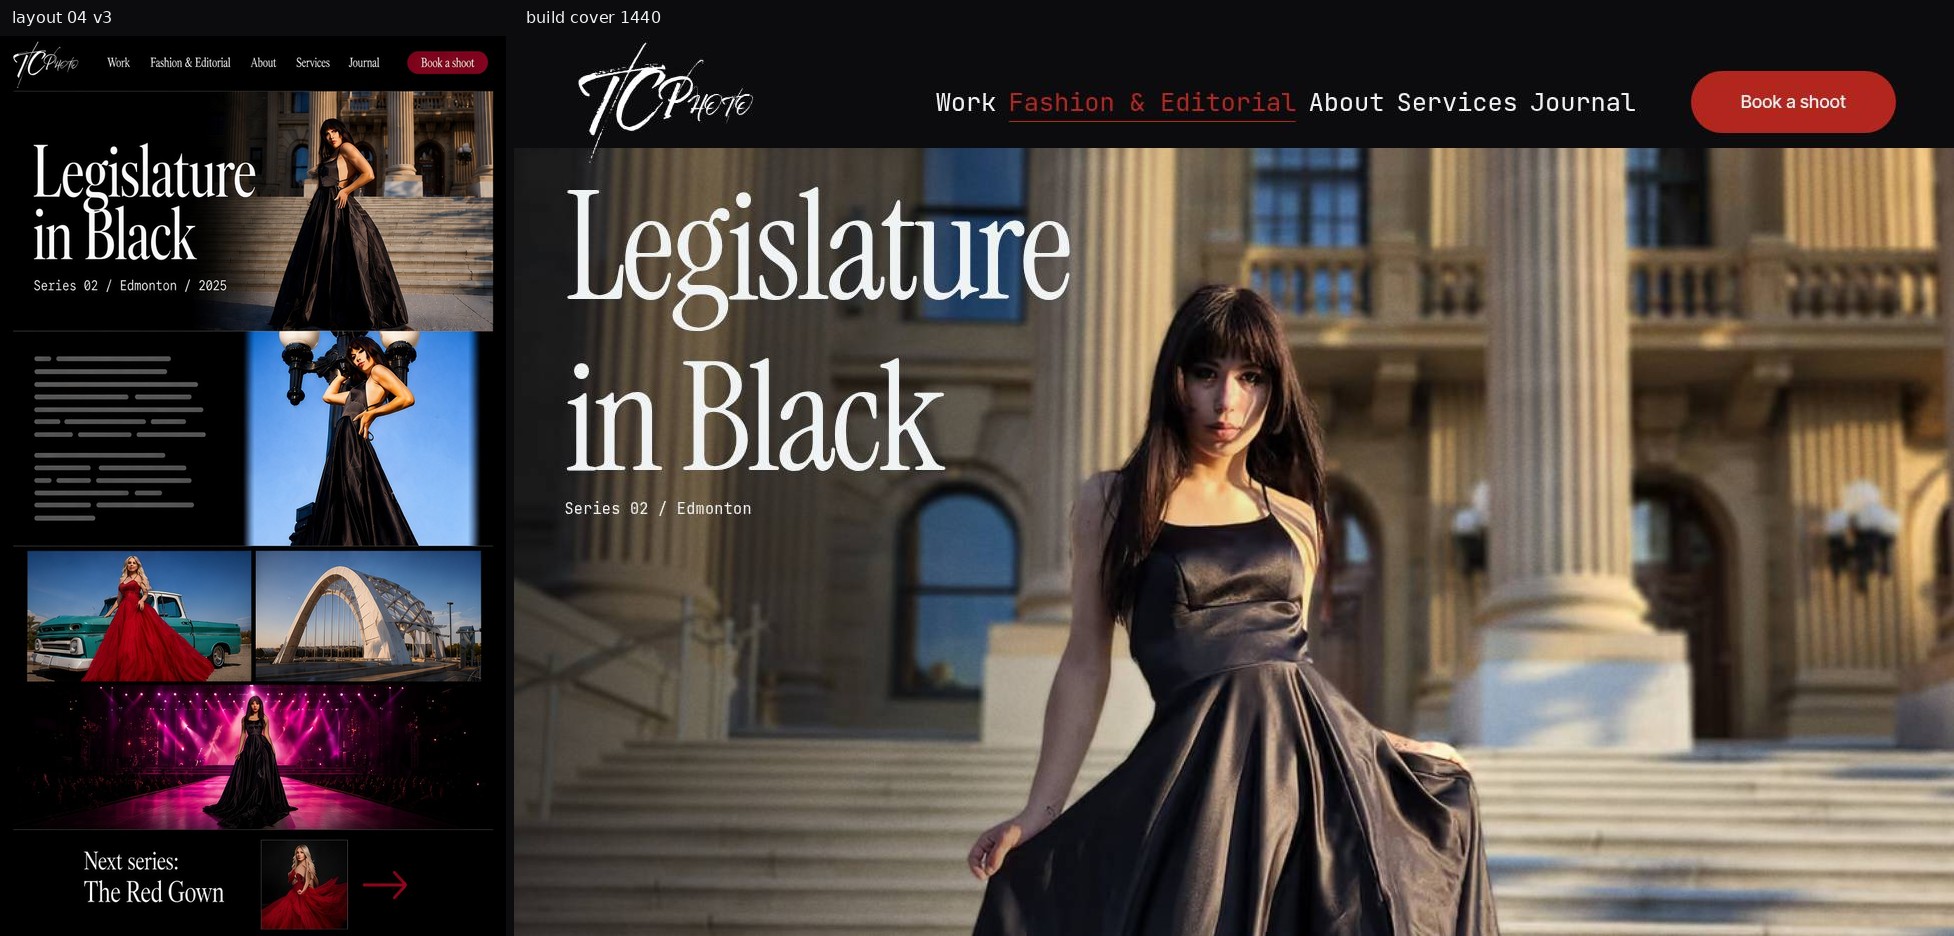 layout 04 v3
TCPHOTO
Work Fashion & Editorial About Services Journal Book a shoot
Legislature
in Black
Series 02 / Edmonton / 2025
Next series:
The Red Gown
build cover 1440
TCPHOTO
Work Fashion & Editorial About Services Journal Book a shoot
Legislature
in Black
Series 02 / Edmonton